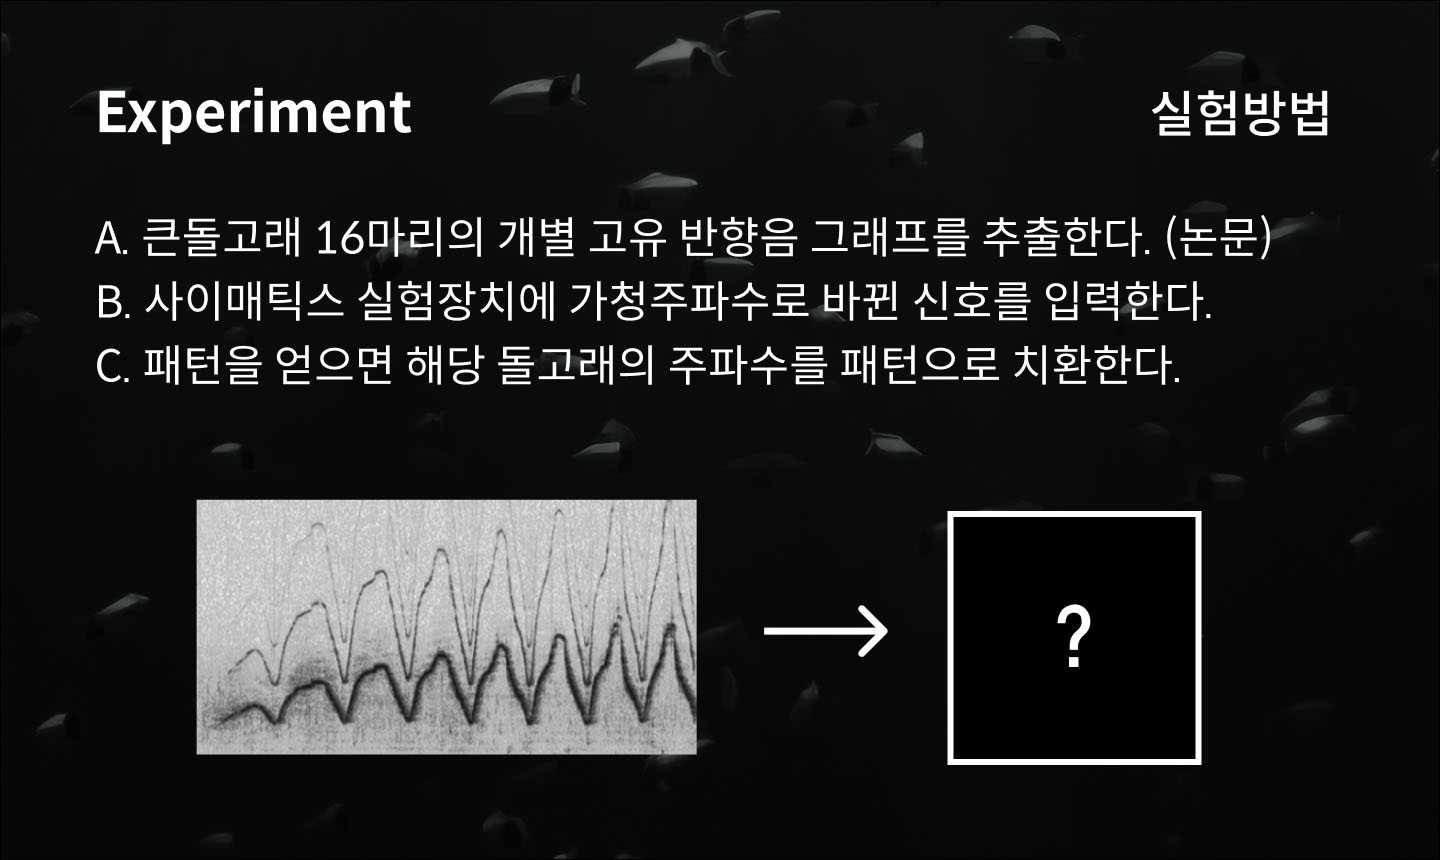 Experiment
실험방법
A. 큰돌고래 16마리의 개별 고유 반향음 그래프를 추출한다. (논문)
B. 사이매틱스 실험장치에 가청주파수로 바뀐 신호를 입력한다.
C. 패턴을 얻으면 해당 돌고래의 주파수를 패턴으로 치환한다.
?